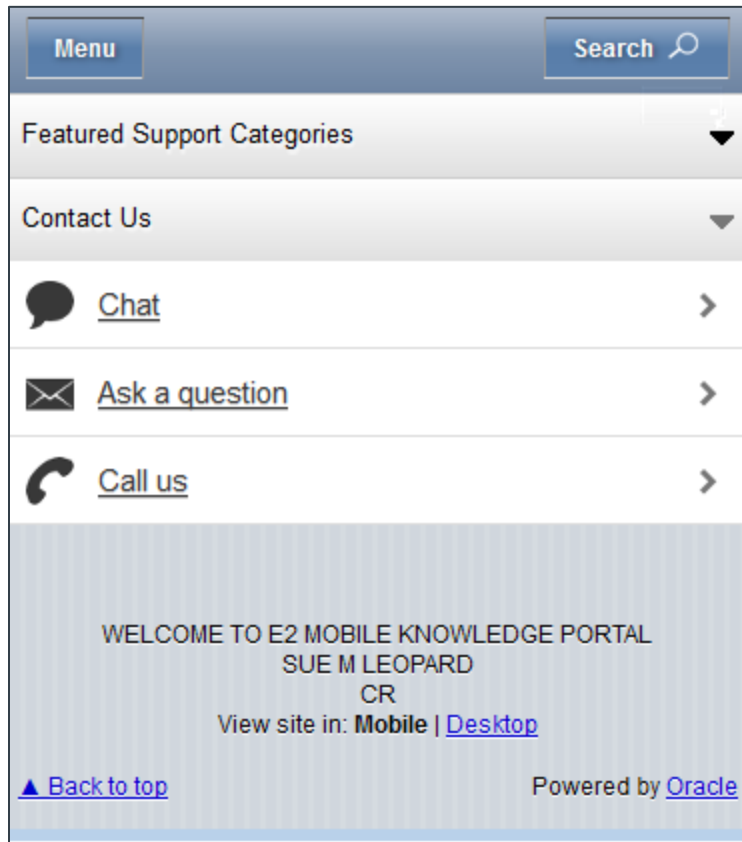 Menu
Search
Featured Support Categories
Contact Us
Chat
Ask a question
Call us
WELCOME TO E2 MOBILE KNOWLEDGE PORTAL
SUE M LEOPARD
CR
View site in: Mobile | Desktop
▲ Back to top
Powered by Oracle